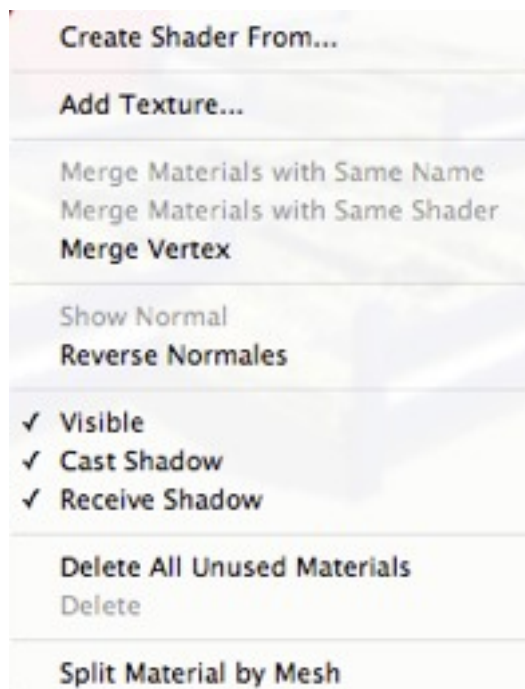 Create Shader From...
Add Texture...
Merge Materials with Same Name
Merge Materials with Same Shader
Merge Vertex
Show Normal
Reverse Normales
✓ Visible
✓ Cast Shadow
✓ Receive Shadow
Delete All Unused Materials
Delete
Split Material by Mesh